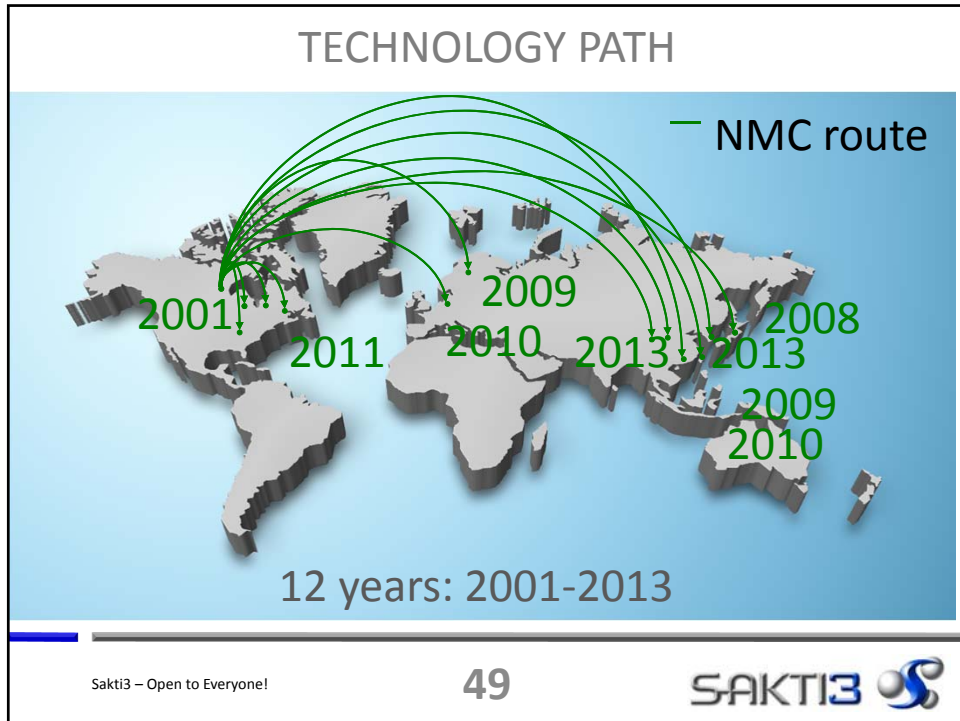 TECHNOLOGY PATH
NMC route
2001
2009
2008
2011
2010
2013
2013
2009
2010
12 years: 2001-2013
Sakti3 – Open to Everyone!
49
SAKTI3